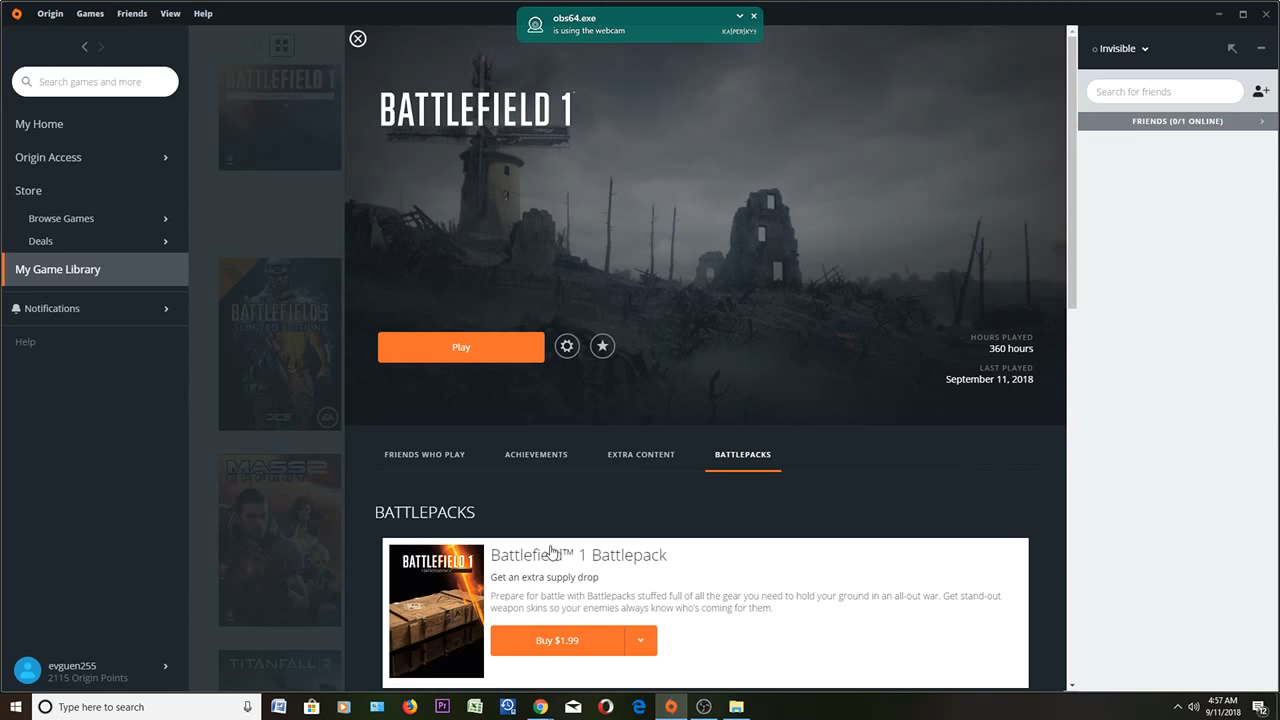 Origin Games Friends View Help
obs64.exe
is using the webcam
KASPERSKY
Search games and more
My Home
Origin Access
Store
Browse Games
Deals
My Game Library
Notifications
Help
evguen255
2115 Origin Points
BATTLEFIELD 1
BATTLEFIELD 3
LIMITED EDITION
DICE
EA
MASS
EFFECT
TITANFALL 2
BATTLEFIELD 1
Play
HOURS PLAYED
360 hours
LAST PLAYED
September 11, 2018
FRIENDS WHO PLAY ACHIEVEMENTS EXTRA CONTENT BATTLEPACKS
BATTLEPACKS
BATTLEFIELD 1
Battlefield™ 1 Battlepack
Get an extra supply drop
Prepare for battle with Battlepacks stuffed full of all the gear you need to hold your ground in an all-out war. Get stand-out
weapon skins so your enemies always know who's coming for them.
Buy $1.99
Invisible
Search for friends
FRIENDS (0/1 ONLINE)
Type here to search
4:57 AM
9/11/2018
12